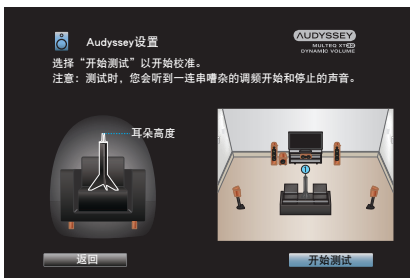 Audyssey设置
AUDYSSEY
MULTEQ XT32
DYNAMIC VOLUME
选择“开始测试”以开始校准。
注意：测试时，您会听到一连串嘈杂的调频开始和停止的声音。
耳朵高度
1
返回
开始测试